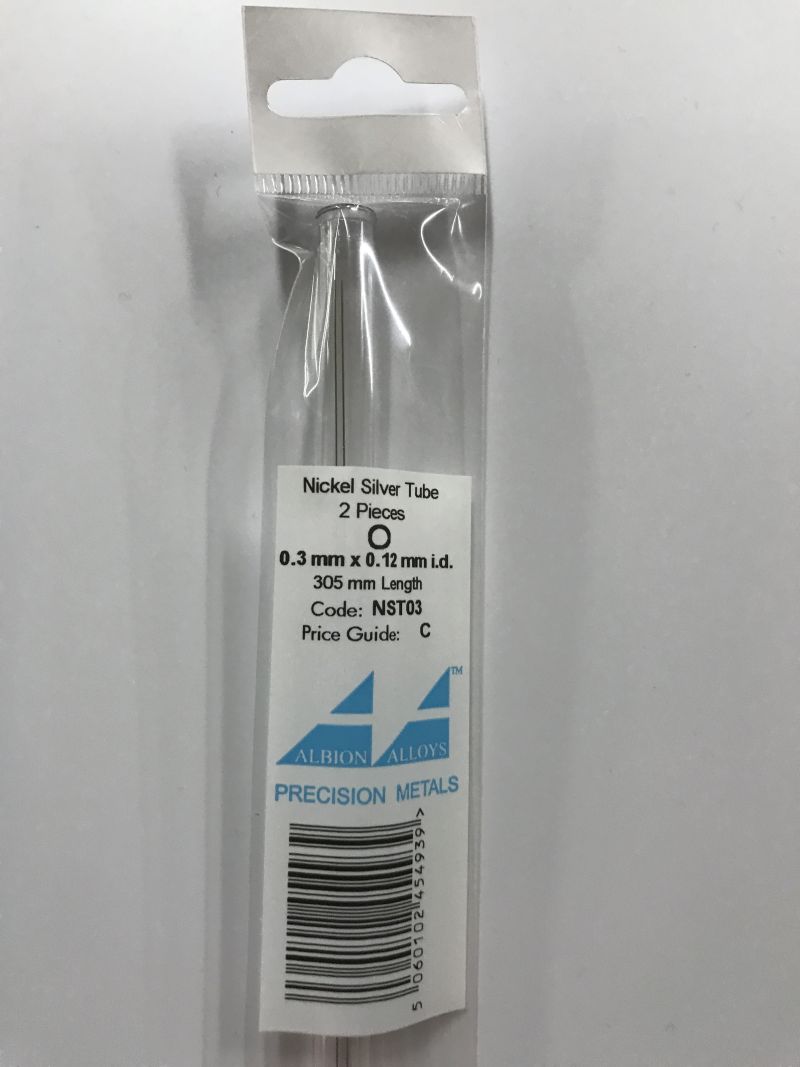 Nickel Silver Tube
2 Pieces
O
0.3 mm x 0.12 mm i.d.
305 mm Length
Code: NST03
Price Guide: C
TM
ALBION ALLOYS
PRECISION METALS
5 060102 454939 >